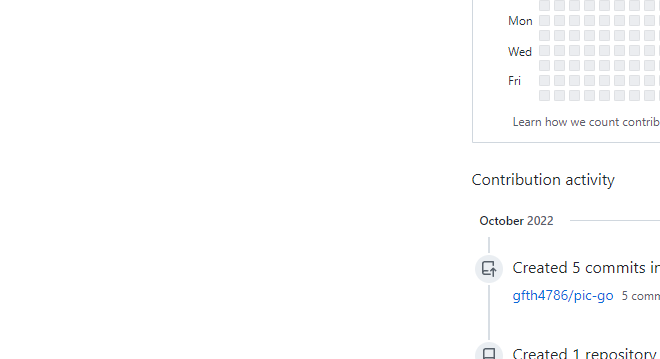 Mon
Wed
Fri
Learn how we count contrib
Contribution activity
October 2022
Created 5 commits in
gfth4786/pic-go 5 comm
Created 1 repository